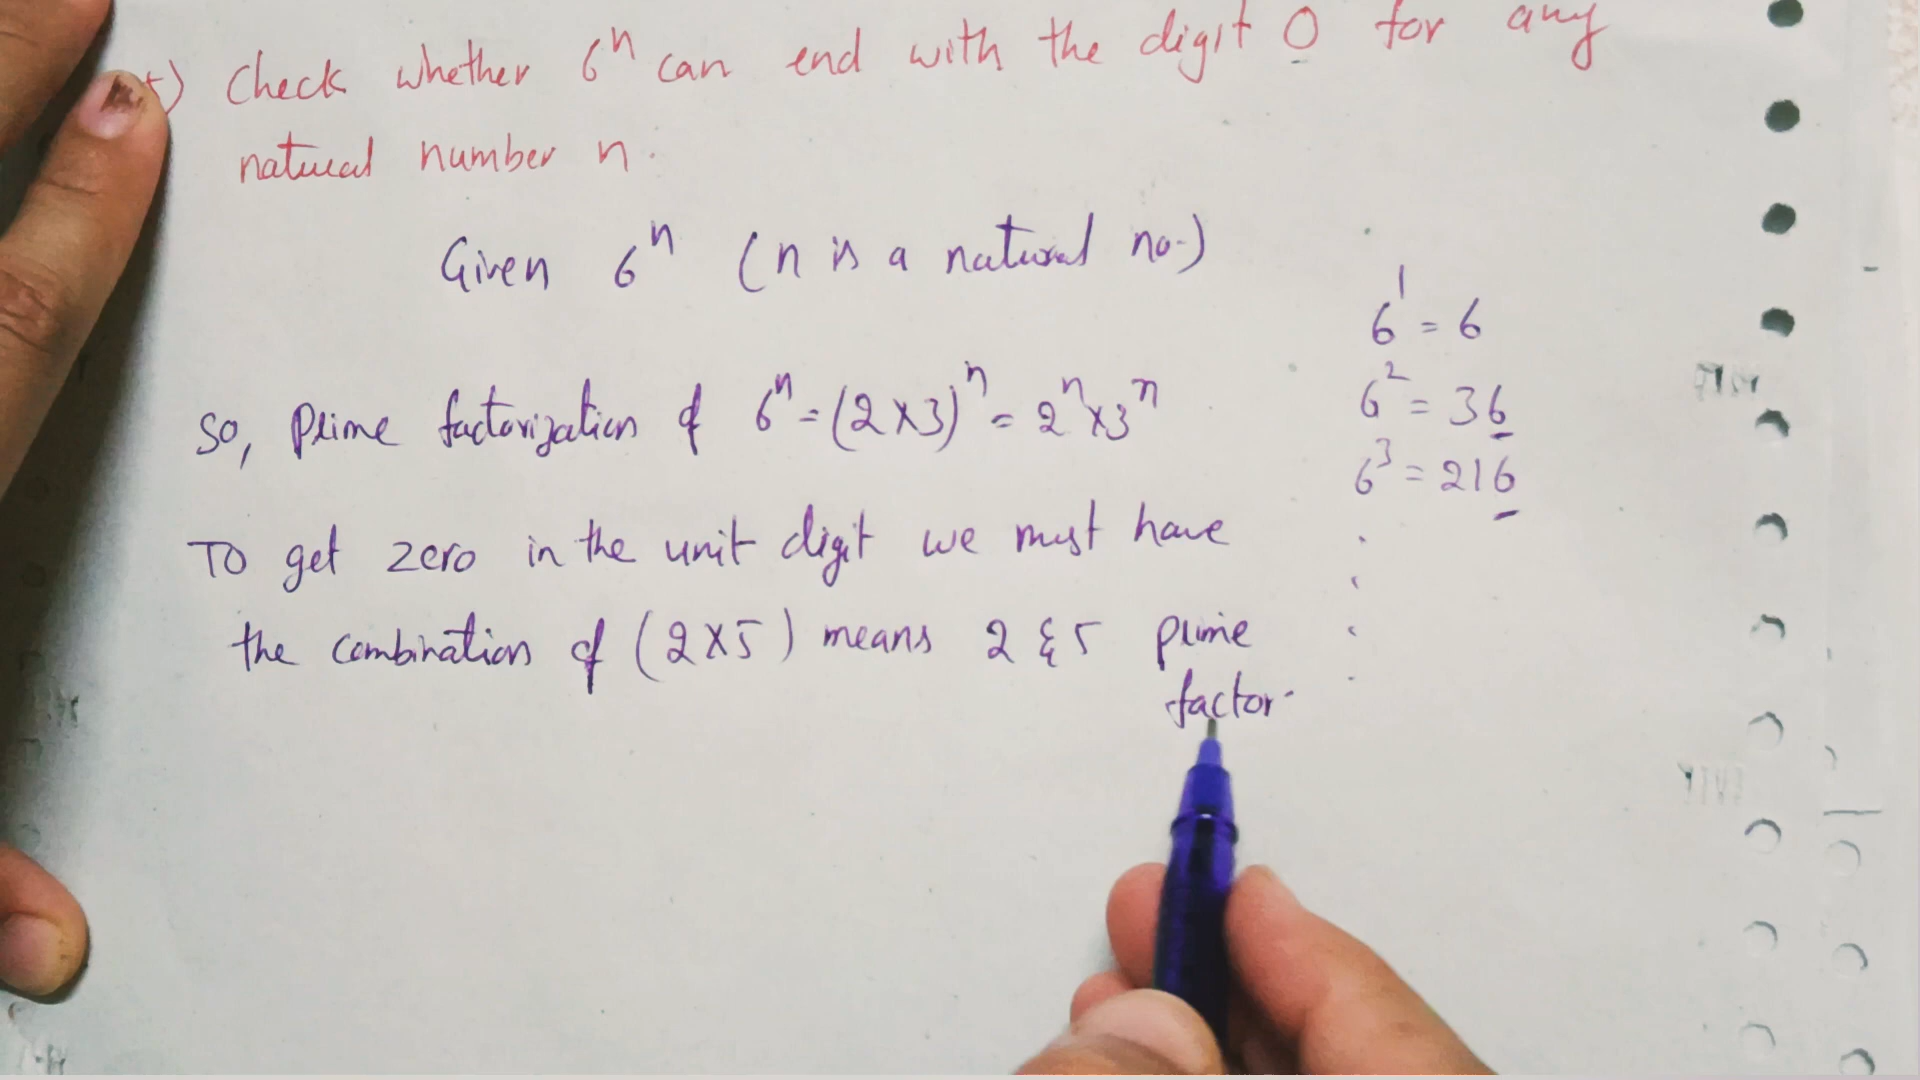 Check whether 6ⁿ can end with the digit 0 for any
natural number n.
Given 6ⁿ (n is a natural no.)
6¹ = 6
6² = 36
6³ = 216
So, Prime factorization of 6ⁿ = (2×3)ⁿ = 2ⁿ×3ⁿ
To get zero in the unit digit we must have
the combination of (2×5) means 2 & 5 prime
factor.